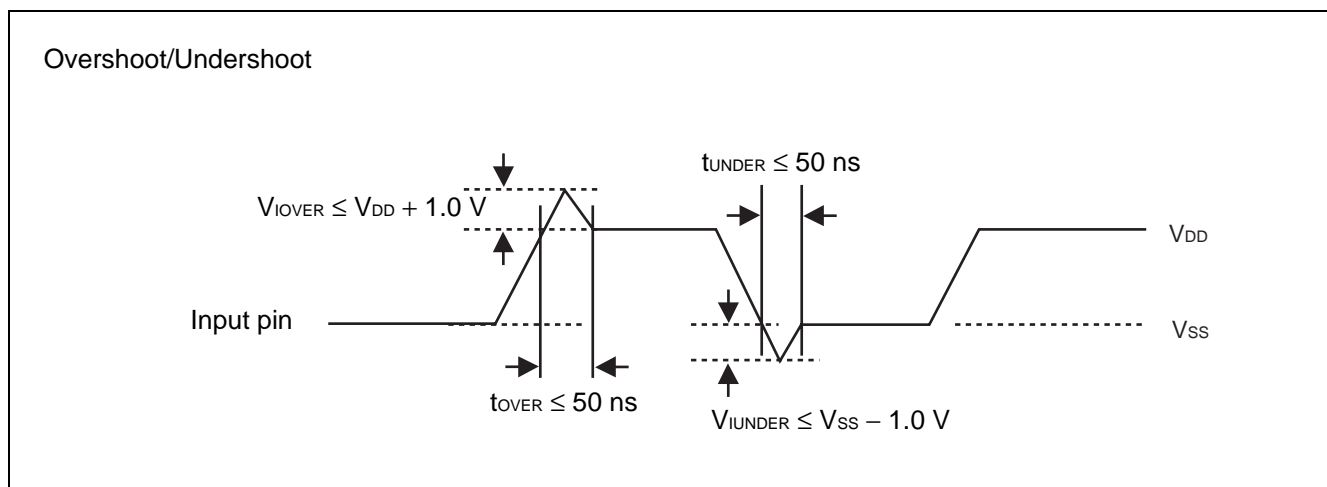 Overshoot/Undershoot
tUNDER ≤ 50 ns
VIOVER ≤ VDD + 1.0 V
VDD
Input pin
VSS
tOVER ≤ 50 ns
VIUNDER ≤ VSS − 1.0 V